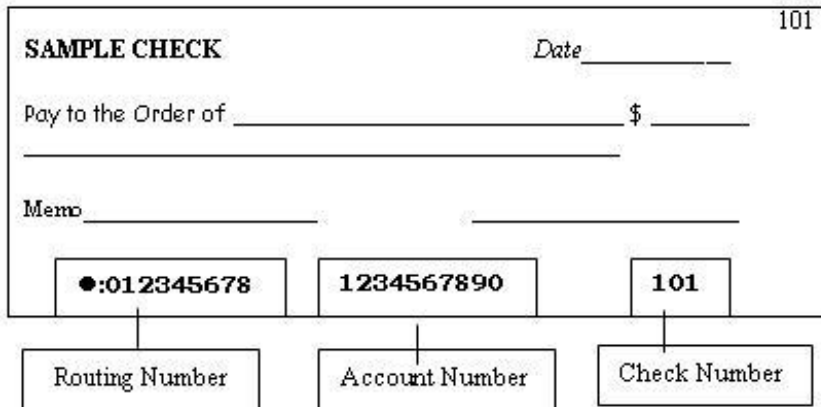 101
SAMPLE CHECK Date
Pay to the Order of $
Memo
●:012345678 1234567890 101
Routing Number Account Number Check Number